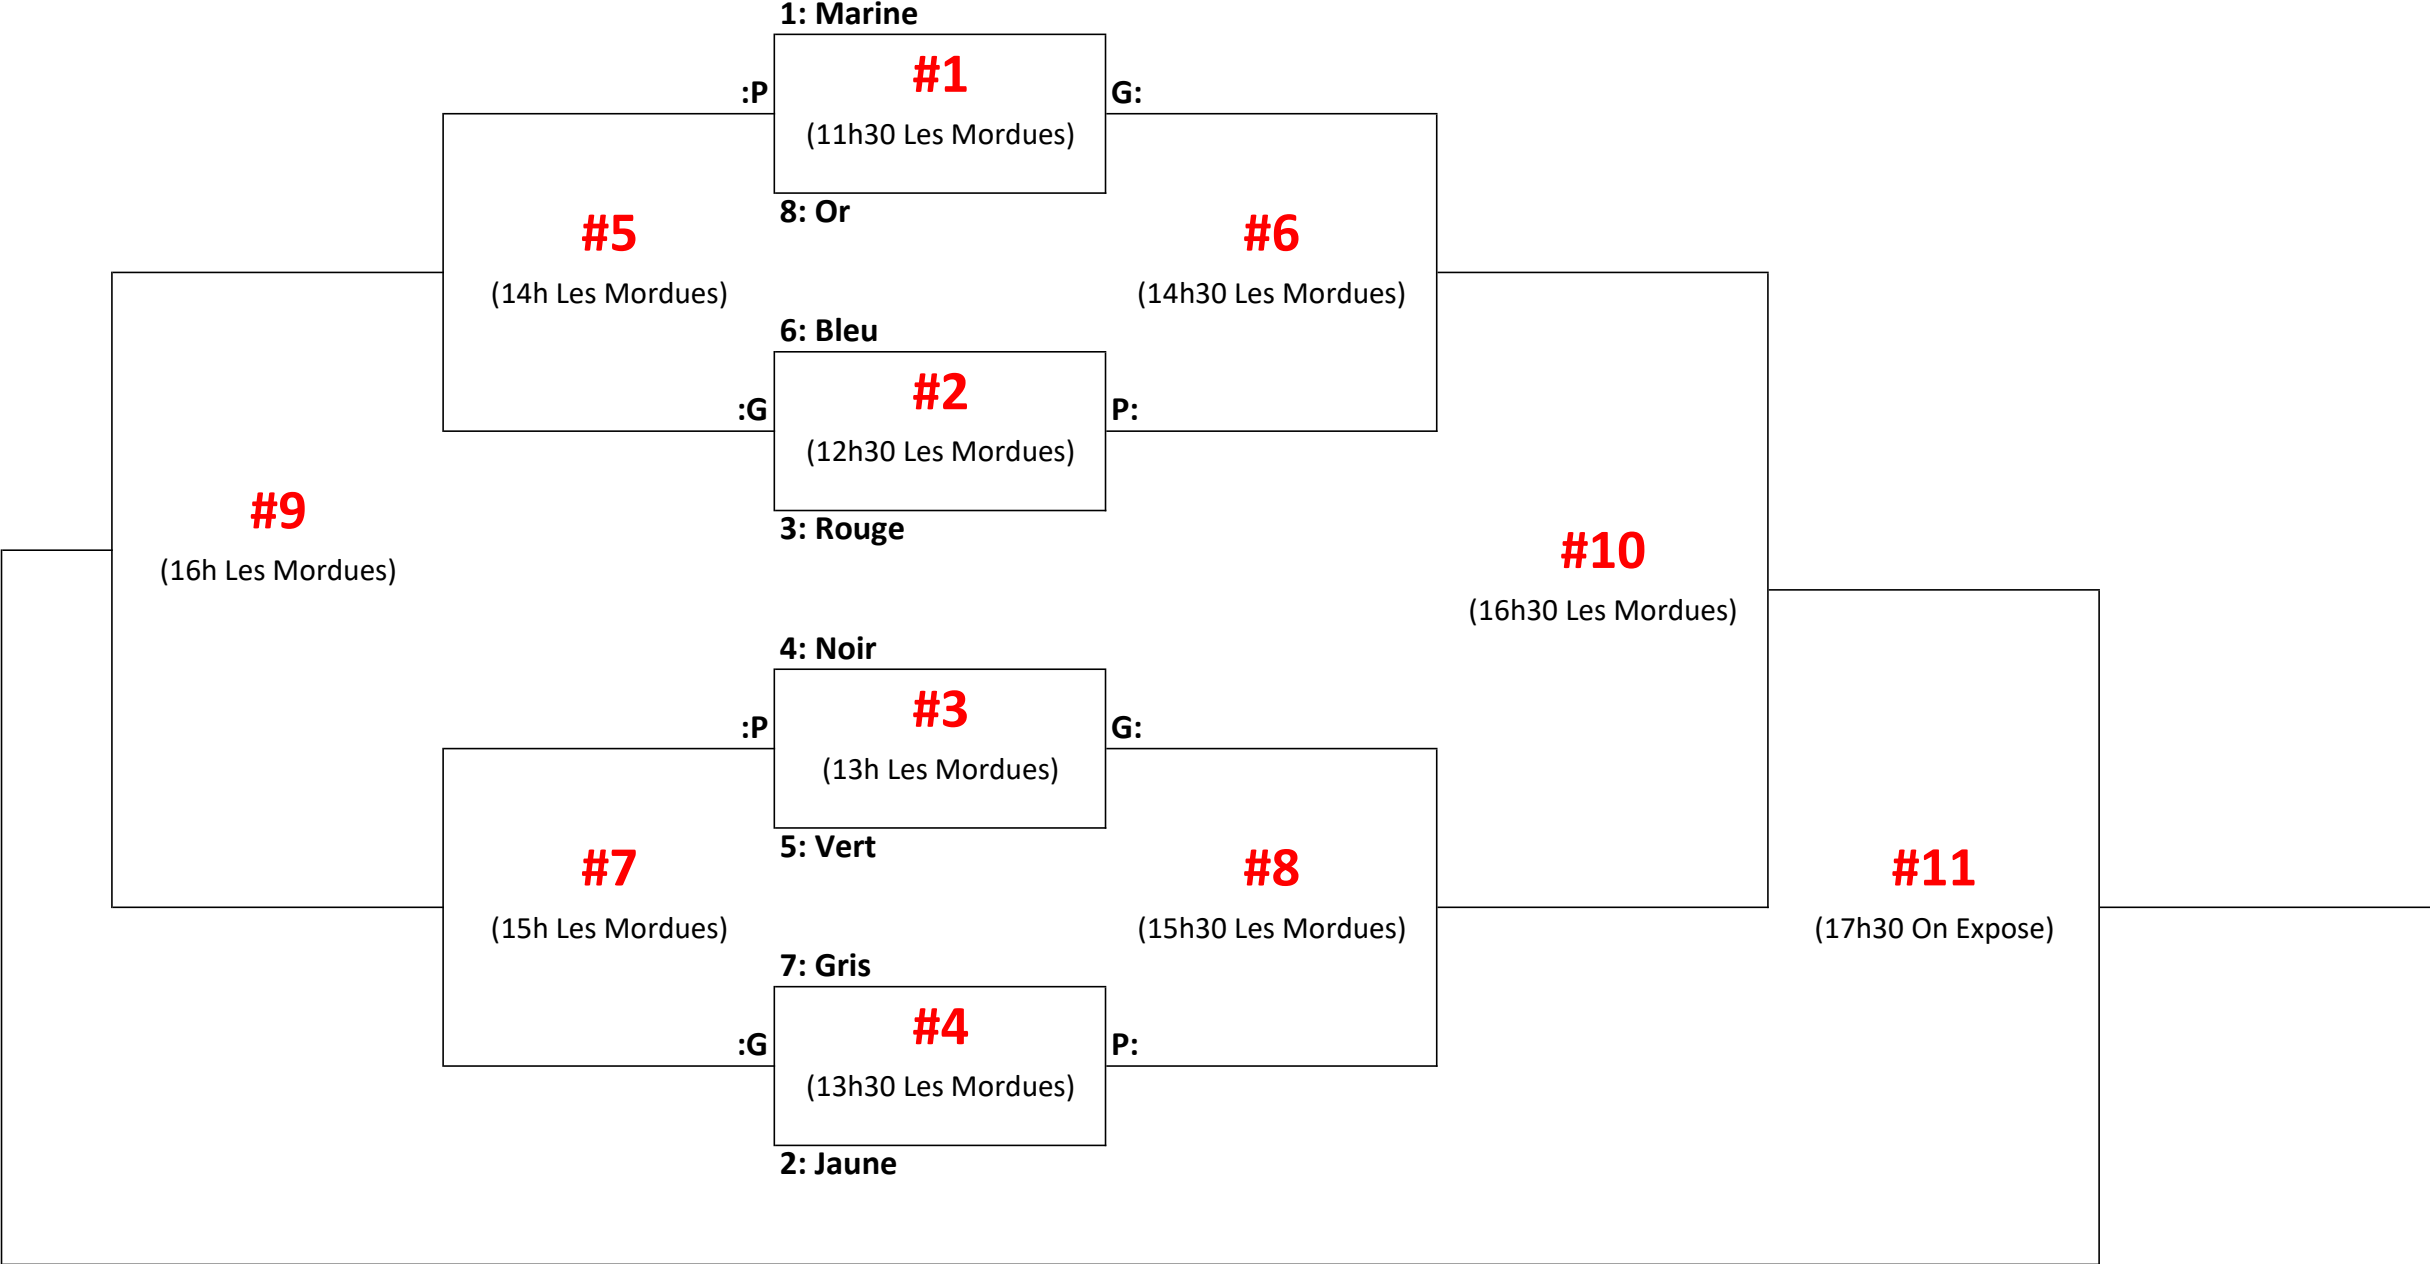 1: Marine
#1
:P
G:
(11h30 Les Mordues)
8: Or
#5
#6
(14h Les Mordues)
(14h30 Les Mordues)
6: Bleu
#2
:G
P:
(12h30 Les Mordues)
3: Rouge
#9
(16h Les Mordues)
#10
(16h30 Les Mordues)
4: Noir
#3
:P
G:
(13h Les Mordues)
5: Vert
#7
#8
#11
(15h Les Mordues)
(15h30 Les Mordues)
(17h30 On Expose)
7: Gris
#4
:G
P:
(13h30 Les Mordues)
2: Jaune